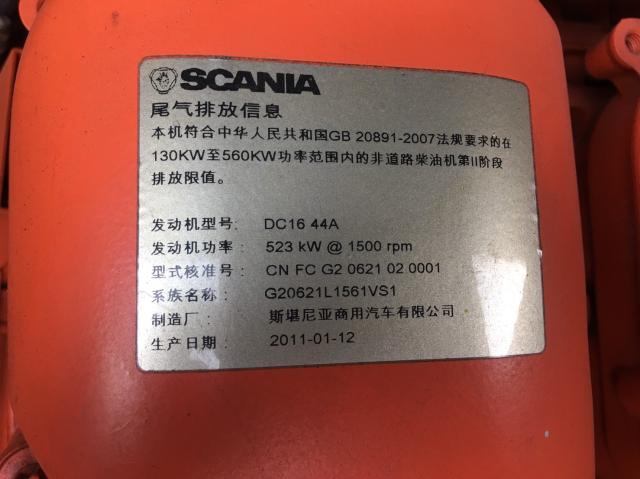 SCANIA
尾气排放信息
本机符合中华人民共和国GB 20891-2007法规要求的在
130KW至560KW功率范围内的非道路柴油机第II阶段
排放限值。
发动机型号: DC16 44A
发动机功率: 523 kW @ 1500 rpm
型式核准号: CN FC G2 0621 02 0001
系族名称: G20621L1561VS1
制造厂: 斯堪尼亚商用汽车有限公司
生产日期: 2011-01-12